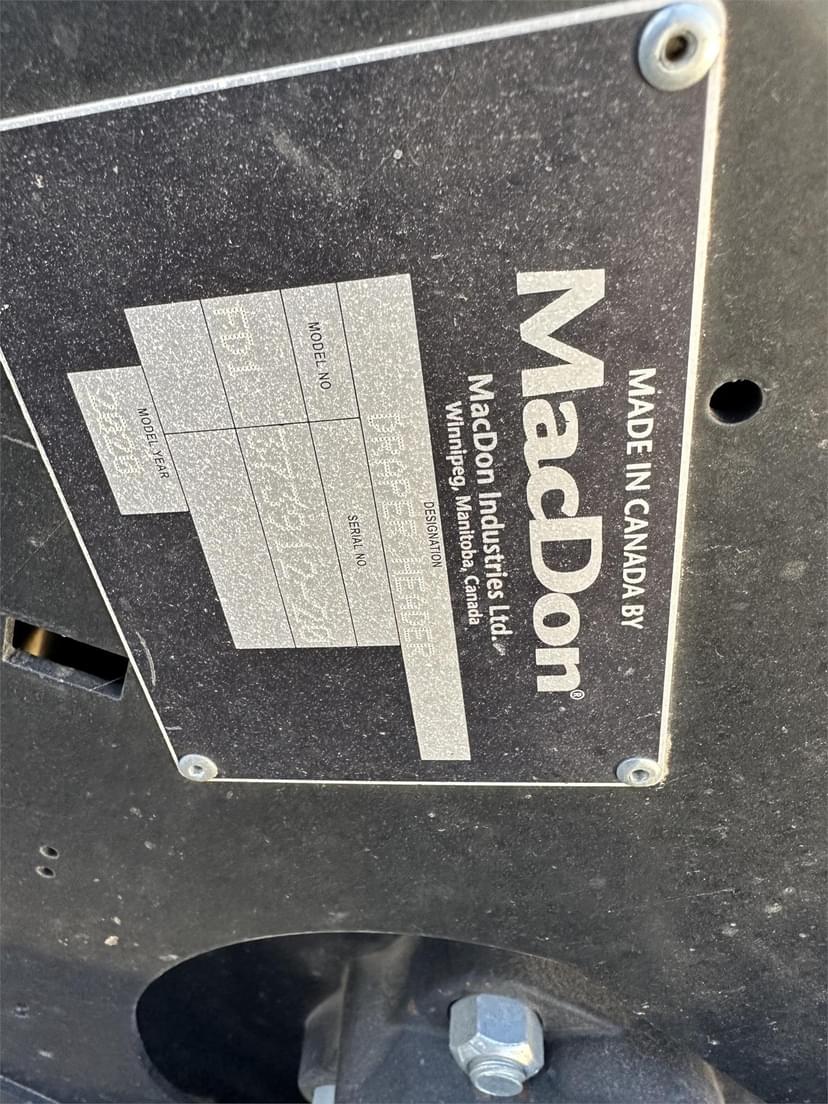 MADE IN CANADA BY
MacDon®
MacDon Industries Ltd.
Winnipeg, Manitoba, Canada
DESIGNATION
DRAPER HEADER
MODEL NO
SERIAL NO.
FD1
MODEL YEAR